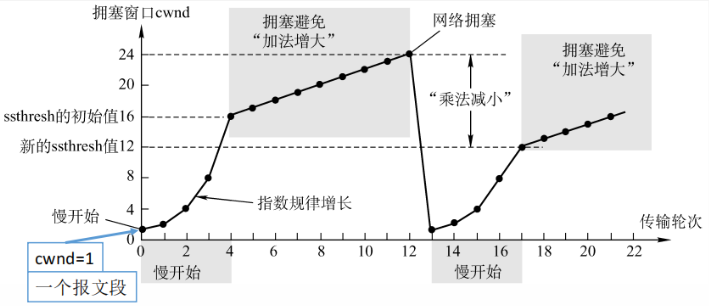 拥塞窗口cwnd
拥塞避免
“加法增大”
网络拥塞
拥塞避免
“加法增大”
24
20
ssthresh的初始值16
“乘法减小”
新的ssthresh值12
8
4
0
指数规律增长
慢开始
传输轮次
0 2 4 6 8 10 12 14 16 18 20 22
cwnd=1
慢开始
慢开始
一个报文段